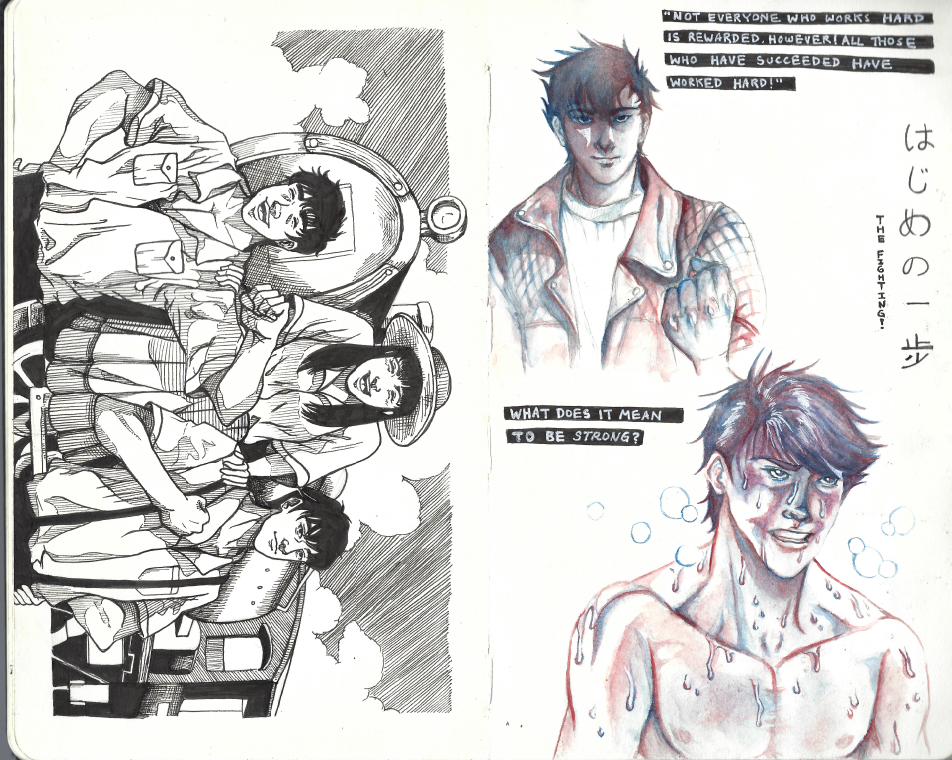 "NOT EVERYONE WHO WORKS HARD
IS REWARDED. HOWEVER! ALL THOSE
WHO HAVE SUCCEEDED HAVE
WORKED HARD!"
はじめの一歩
THE FIGHTING!
WHAT DOES IT MEAN
TO BE STRONG?